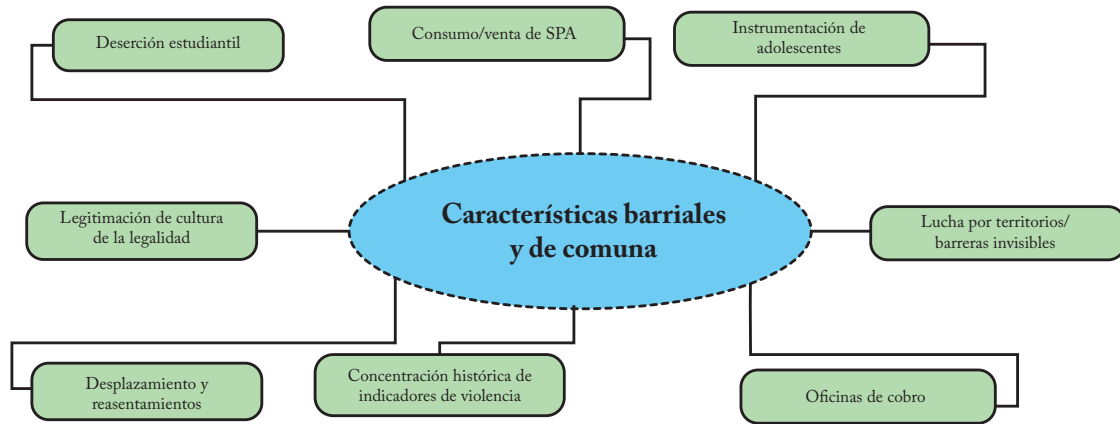 Deserción estudiantil
Consumo/venta de SPA
Instrumentación de
adolescentes
Legitimación de cultura
de la legalidad
Característícas barriales
y de comuna
Lucha por territorios/
barreras invisibles
Desplazamiento y
reasentamientos
Concentración histórica de
indicadores de violencia
Oficinas de cobro